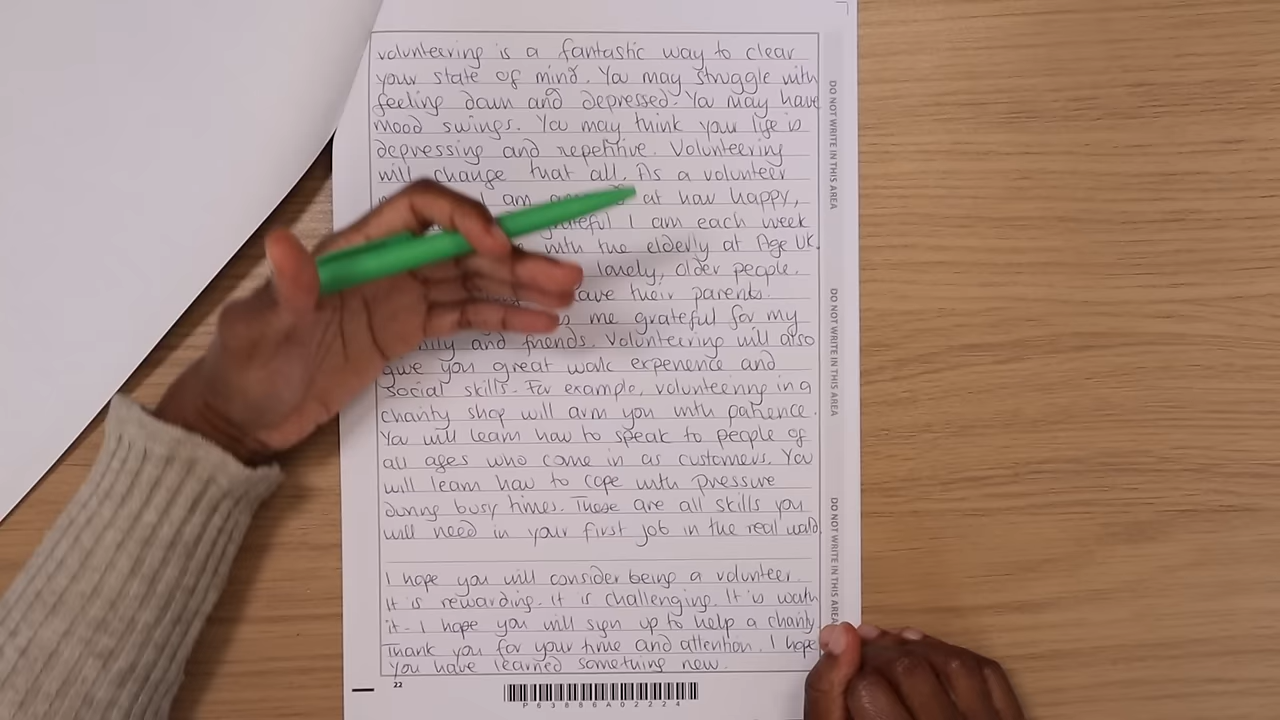 volunteering is a fantastic way to clear
your state of mind. You may struggle with
feeling down and depressed. You may have
mood swings. You may think your life is
depressing and repetitive. Volunteering
will change that all. As a volunteer
I am at how happy,
grateful I am each week
with the elderly at Age UK.
lovely, older people.
their parents.
me grateful for my
and friends. Volunteering will also
give you great work experience and
social skills. For example, volunteering in a
charity shop will arm you with patience.
You will learn how to speak to people of
all ages who come in as customers. You
will learn how to cope with pressure
during busy times. These are all skills you
will need in your first job in the real world
I hope you will consider being a volunteer.
It is rewarding. It is challenging. It is worth
it. I hope you will sign up to help a charity
Thank you for your time and attention. I hope
you have learned something new.
22
P63886A02224
DO NOT WRITE IN THIS AREA
DO NOT WRITE IN THIS AREA
DO NOT WRITE IN THIS AREA